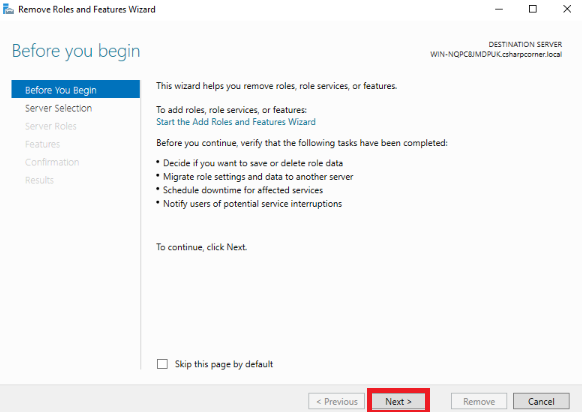 Remove Roles and Features Wizard
Before you begin
DESTINATION SERVER
WIN-NQPC8JMDPUK.csharpcorner.local
Before You Begin
Server Selection
Server Roles
Features
Confirmation
Results
This wizard helps you remove roles, role services, or features.
To add roles, role services, or features:
Start the Add Roles and Features Wizard
Before you continue, verify that the following tasks have been completed:
• Decide if you want to save or delete role data
• Migrate role settings and data to another server
• Schedule downtime for affected services
• Notify users of potential service interruptions
To continue, click Next.
Skip this page by default
< Previous
Next >
Remove
Cancel